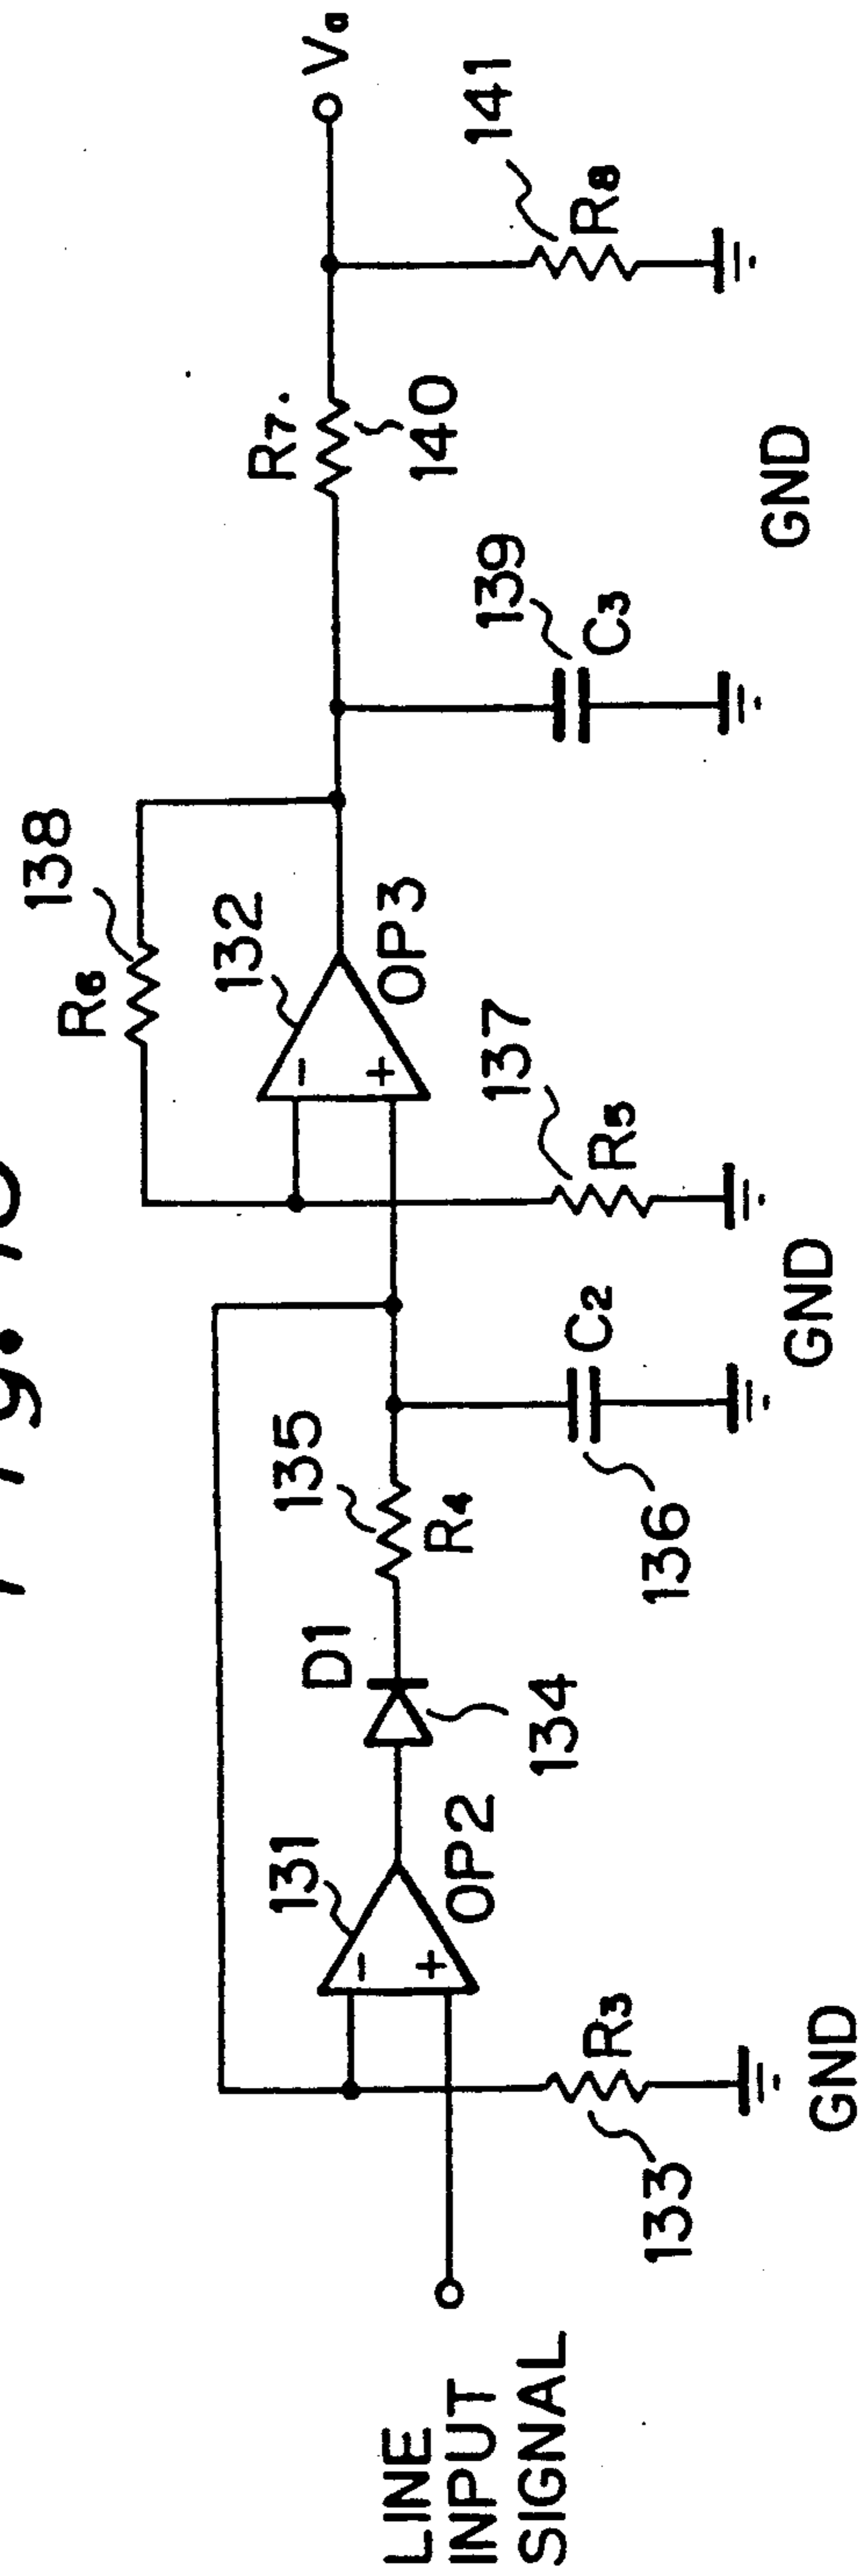 138
R6
132
−
+
OP3
R7
140
Va
141
R8
139
C3
GND
137
R5
135
R4
C2
136
GND
D1
134
131
−
+
OP2
R3
133
GND
LINE
INPUT
SIGNAL